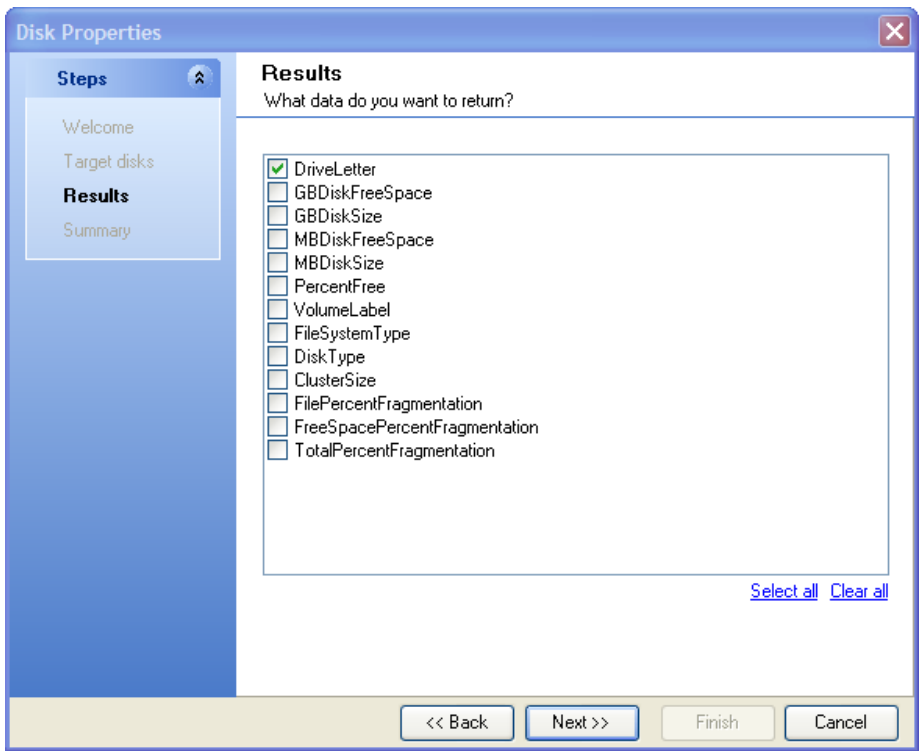 Disk Properties
Steps
Welcome
Target disks
Results
Summary
Results
What data do you want to return?
DriveLetter
GBDiskFreeSpace
GBDiskSize
MBDiskFreeSpace
MBDiskSize
PercentFree
VolumeLabel
FileSystemType
DiskType
ClusterSize
FilePercentFragmentation
FreeSpacePercentFragmentation
TotalPercentFragmentation
Select all Clear all
<< Back Next >> Finish Cancel